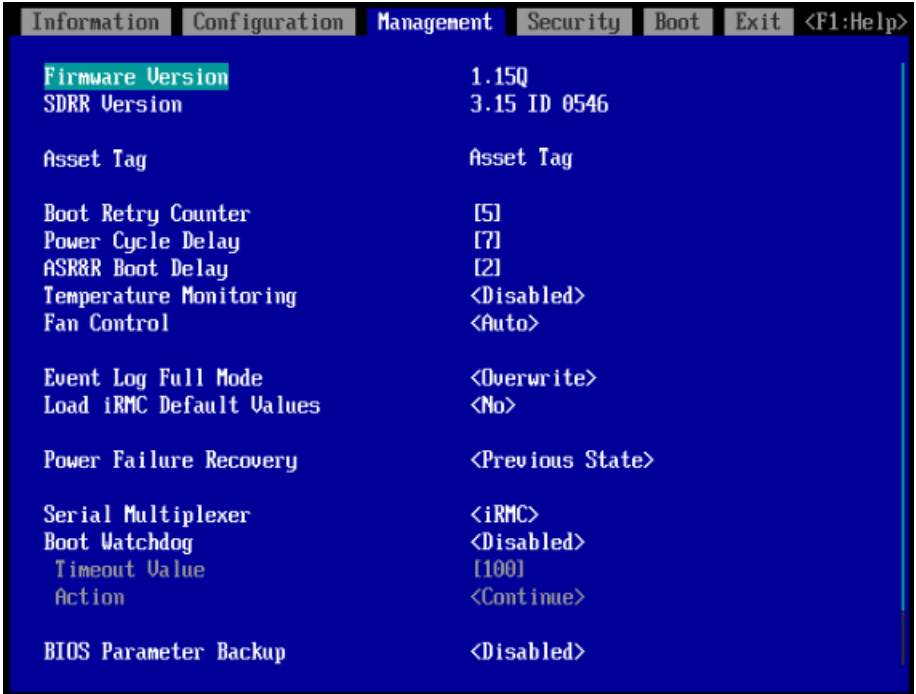 Information Configuration Management Security Boot Exit <F1:Help>
Firmware Version 1.15Q
SDRR Version 3.15 ID 0546
Asset Tag Asset Tag
Boot Retry Counter [5]
Power Cycle Delay [7]
ASR&R Boot Delay [2]
Temperature Monitoring <Disabled>
Fan Control <Auto>
Event Log Full Mode <Overwrite>
Load iRMC Default Values <No>
Power Failure Recovery <Previous State>
Serial Multiplexer <iRMC>
Boot Watchdog <Disabled>
Timeout Value [100]
Action <Continue>
BIOS Parameter Backup <Disabled>